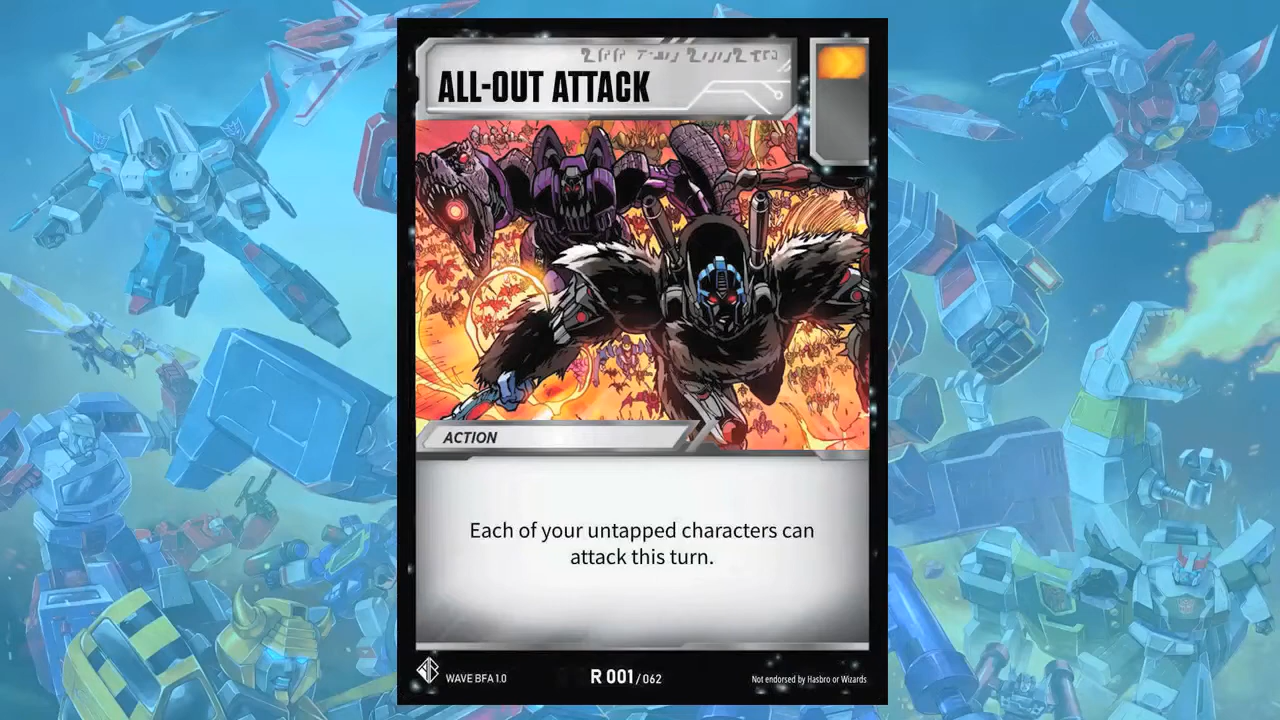 ALL-OUT ATTACK
ACTION
Each of your untapped characters can
attack this turn.
WAVE BFA 1.0
R 001/062
Not endorsed by Hasbro or Wizards